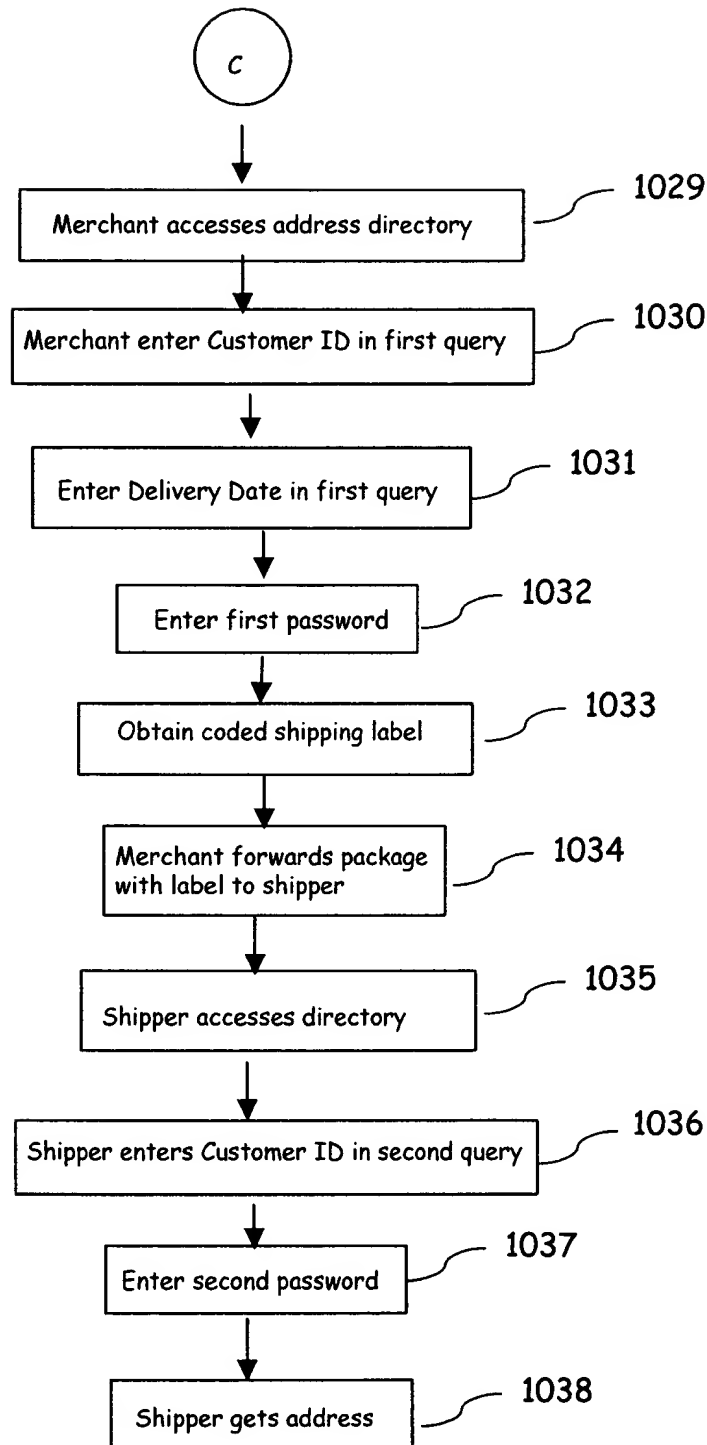 C
Merchant accesses address directory
1029
Merchant enter Customer ID in first query
1030
Enter Delivery Date in first query
1031
Enter first password
1032
Obtain coded shipping label
1033
Merchant forwards package
with label to shipper
1034
Shipper accesses directory
1035
Shipper enters Customer ID in second query
1036
Enter second password
1037
Shipper gets address
1038